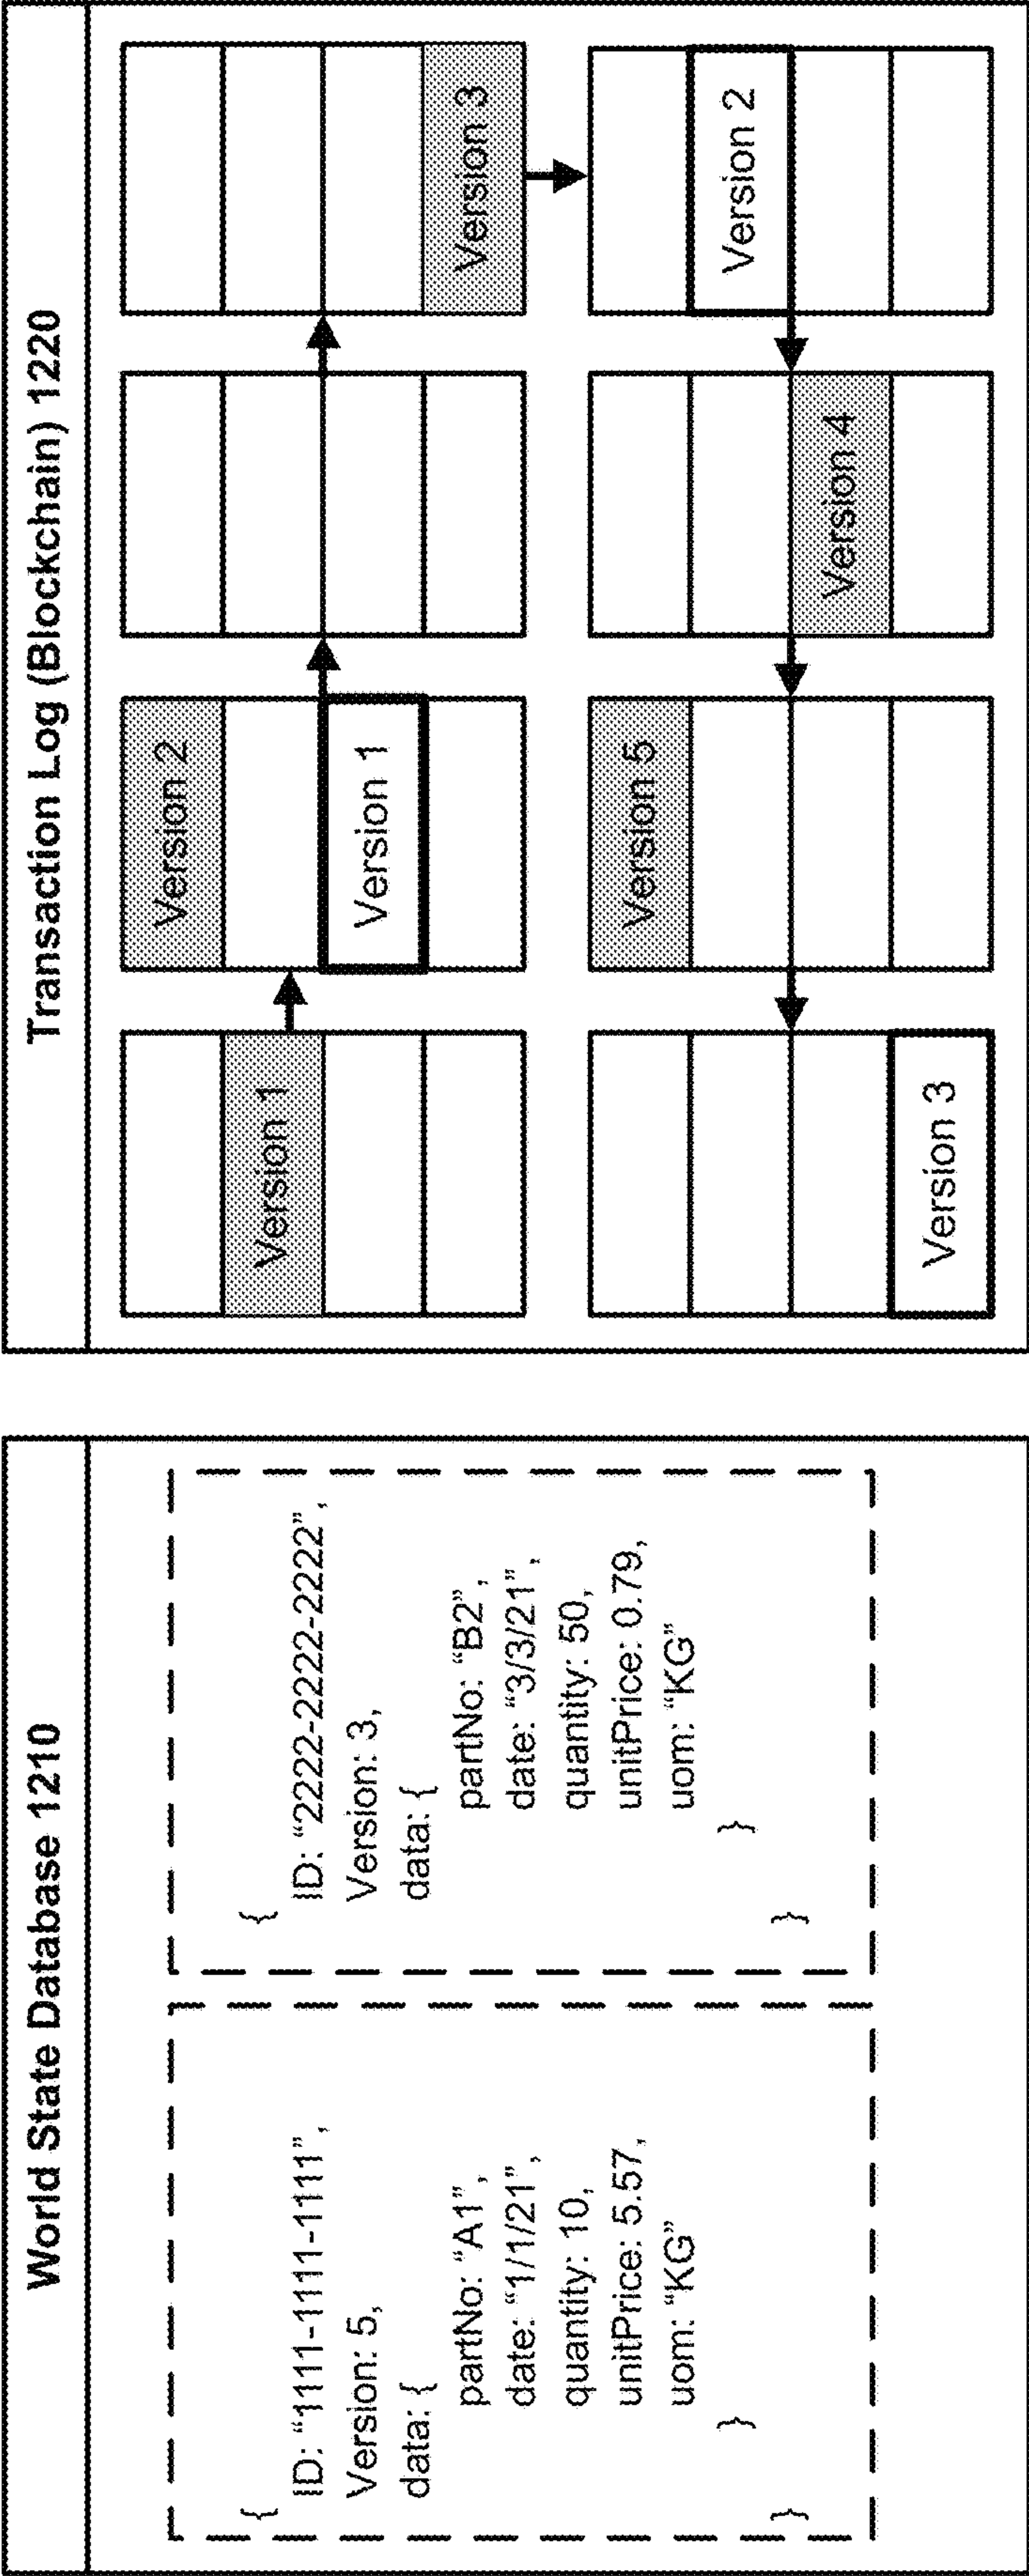 World State Database 1210
{
ID: “1111-1111-1111”,
Version: 5,
data: {
partNo: “A1”,
date: “1/1/21”,
quantity: 10,
unitPrice: 5.57,
uom: “KG”
}
}
{
ID: “2222-2222-2222”,
Version: 3,
data: {
partNo: “B2”,
date: “3/3/21”,
quantity: 50,
unitPrice: 0.79,
uom: “KG”
}
}
Transaction Log (Blockchain) 1220
Version 1
Version 2
Version 1
Version 3
Version 2
Version 4
Version 5
Version 3